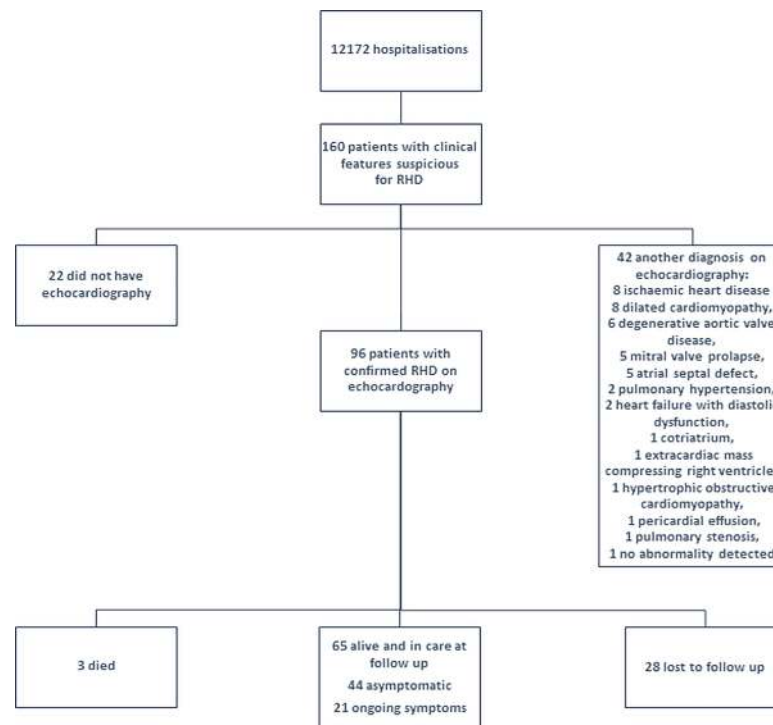 12172 hospitalisations
160 patients with clinical
features suspicious
for RHD
22 did not have
echocardiography
96 patients with
confirmed RHD on
echocardography
42 another diagnosis on
echocardiography:
8 ischaemic heart disease
8 dilated cardiomyopathy,
6 degenerative aortic valve
disease,
5 mitral valve prolapse,
5 atrial septal defect,
2 pulmonary hypertension,
2 heart failure with diastoli
dysfunction,
1 cotriatrium,
1 extracardiac mass
compressing right ventricle
1 hypertrophic obstructive
cardiomyopathy,
1 pericardial effusion,
1 pulmonary stenosis,
1 no abnormality detected
3 died
65 alive and in care at
follow up
44 asymptomatic
21 ongoing symptoms
28 lost to follow up